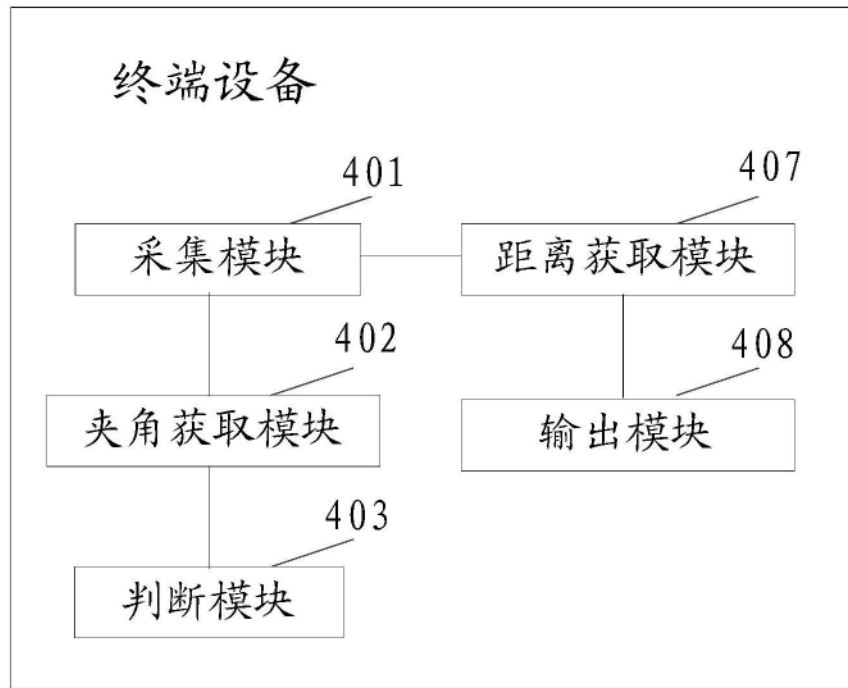 终端设备
401
407
采集模块
距离获取模块
402
408
夹角获取模块
输出模块
403
判断模块